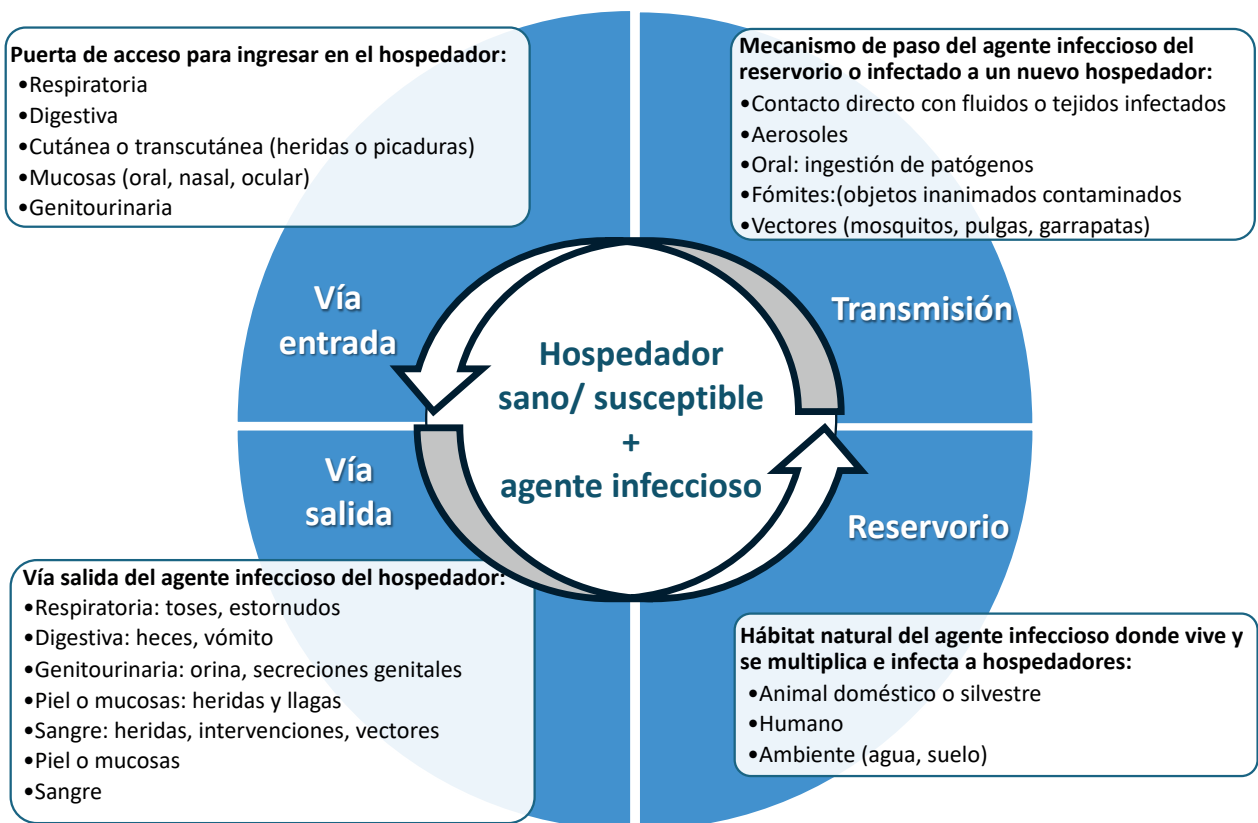 Puerta de acceso para ingresar en el hospedador:
•Respiratoria
•Digestiva
•Cutánea o transcutánea (heridas o picaduras)
•Mucosas (oral, nasal, ocular)
•Genitourinaria
Mecanismo de paso del agente infeccioso del
reservorio o infectado a un nuevo hospedador:
•Contacto directo con fluidos o tejidos infectados
•Aerosoles
•Oral: ingestión de patógenos
•Fómites:(objetos inanimados contaminados
•Vectores (mosquitos, pulgas, garrapatas)
Vía
entrada
Transmisión
Hospedador
sano/ susceptible
+
agente infeccioso
Vía
salida
Reservorio
Vía salida del agente infeccioso del hospedador:
•Respiratoria: toses, estornudos
•Digestiva: heces, vómito
•Genitourinaria: orina, secreciones genitales
•Piel o mucosas: heridas y llagas
•Sangre: heridas, intervenciones, vectores
•Piel o mucosas
•Sangre
Hábitat natural del agente infeccioso donde vive y
se multiplica e infecta a hospedadores:
•Animal doméstico o silvestre
•Humano
•Ambiente (agua, suelo)